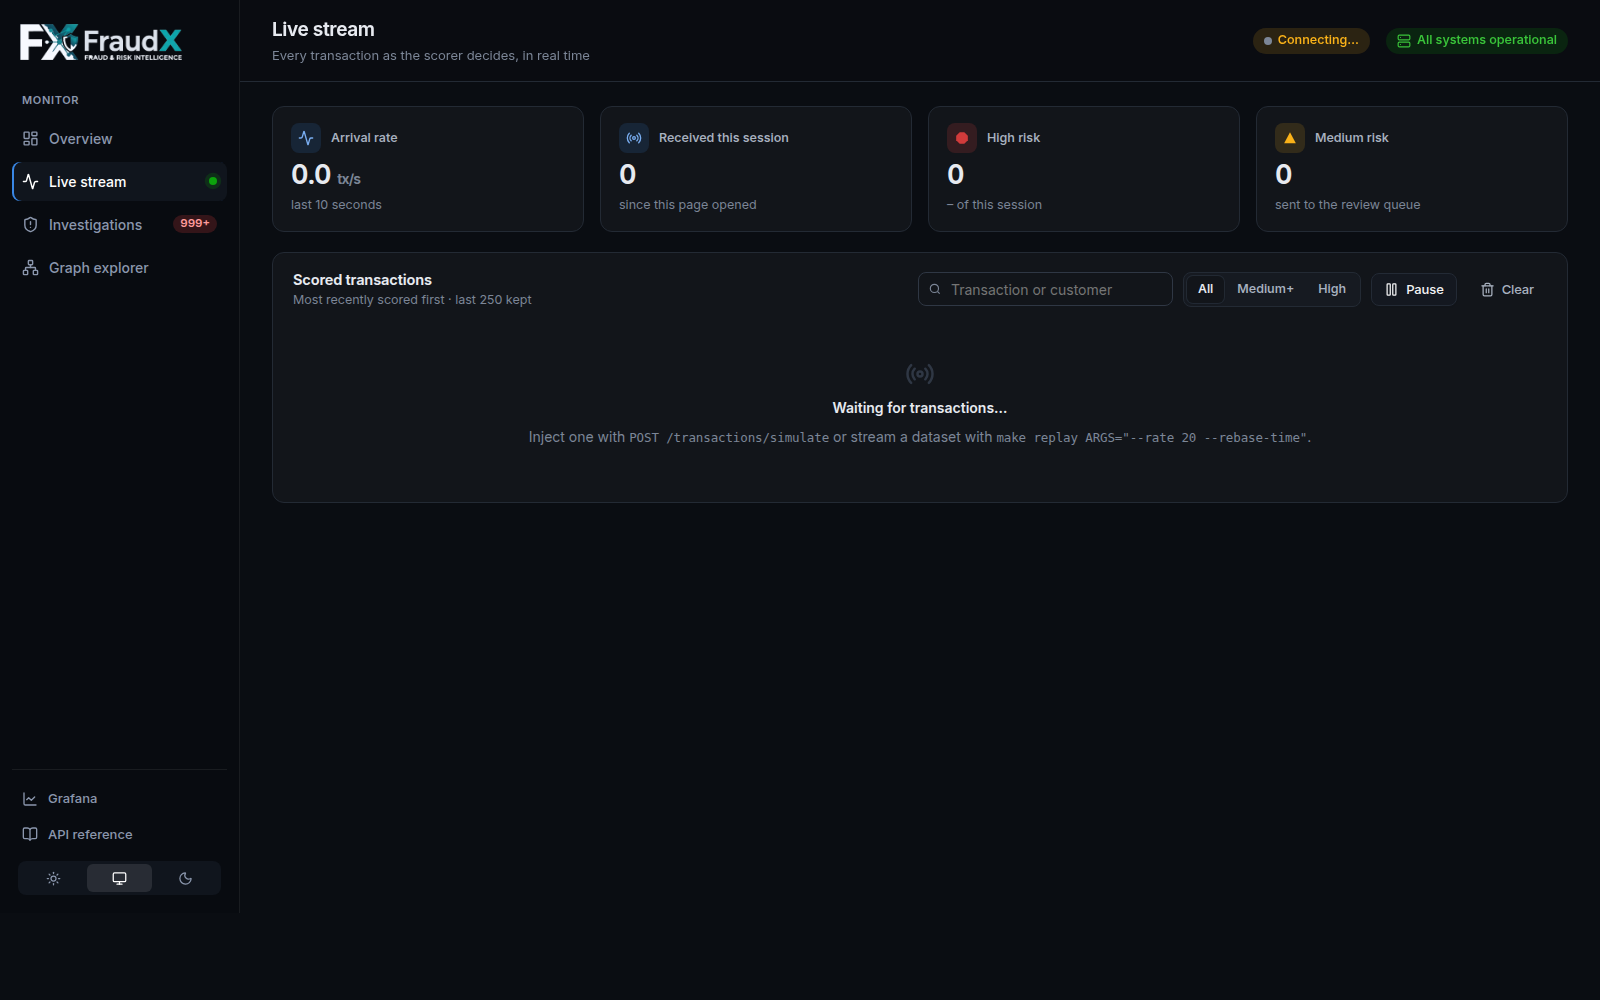 FX FraudX
FRAUD & RISK INTELLIGENCE
MONITOR
Overview
Live stream
Investigations 999+
Graph explorer
Grafana
API reference
Live stream
Every transaction as the scorer decides, in real time
Connecting...
All systems operational
Arrival rate
0.0 tx/s
last 10 seconds
Received this session
0
since this page opened
High risk
0
– of this session
Medium risk
0
sent to the review queue
Scored transactions
Most recently scored first · last 250 kept
Transaction or customer
All Medium+ High
Pause
Clear
Waiting for transactions...
Inject one with POST /transactions/simulate or stream a dataset with make replay ARGS="--rate 20 --rebase-time".